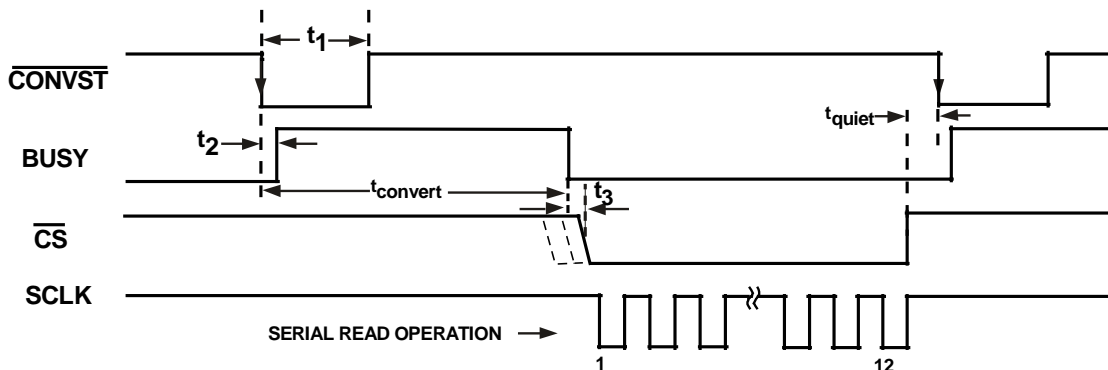 t1
CONVST
tquiet
t2
BUSY
tconvert
t3
CS
SCLK
SERIAL READ OPERATION
1
12